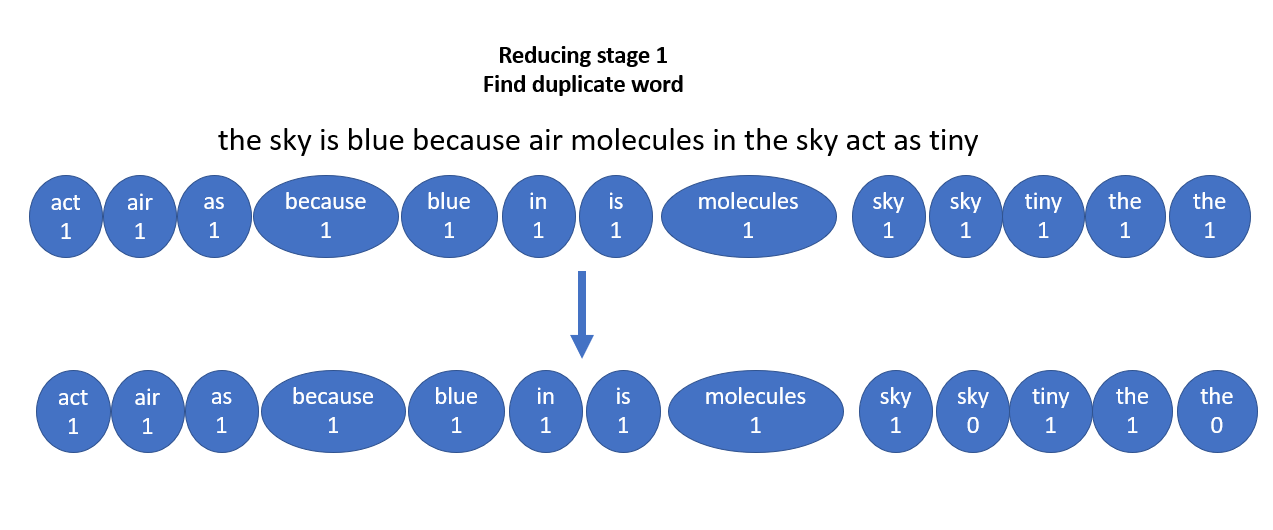 Reducing stage 1
Find duplicate word
the sky is blue because air molecules in the sky act as tiny
act air as because blue in is molecules sky sky tiny the the
1 1 1 1 1 1 1 1 1 1 1 1 1
act air as because blue in is molecules sky sky tiny the the
1 1 1 1 1 1 1 1 1 0 1 1 0